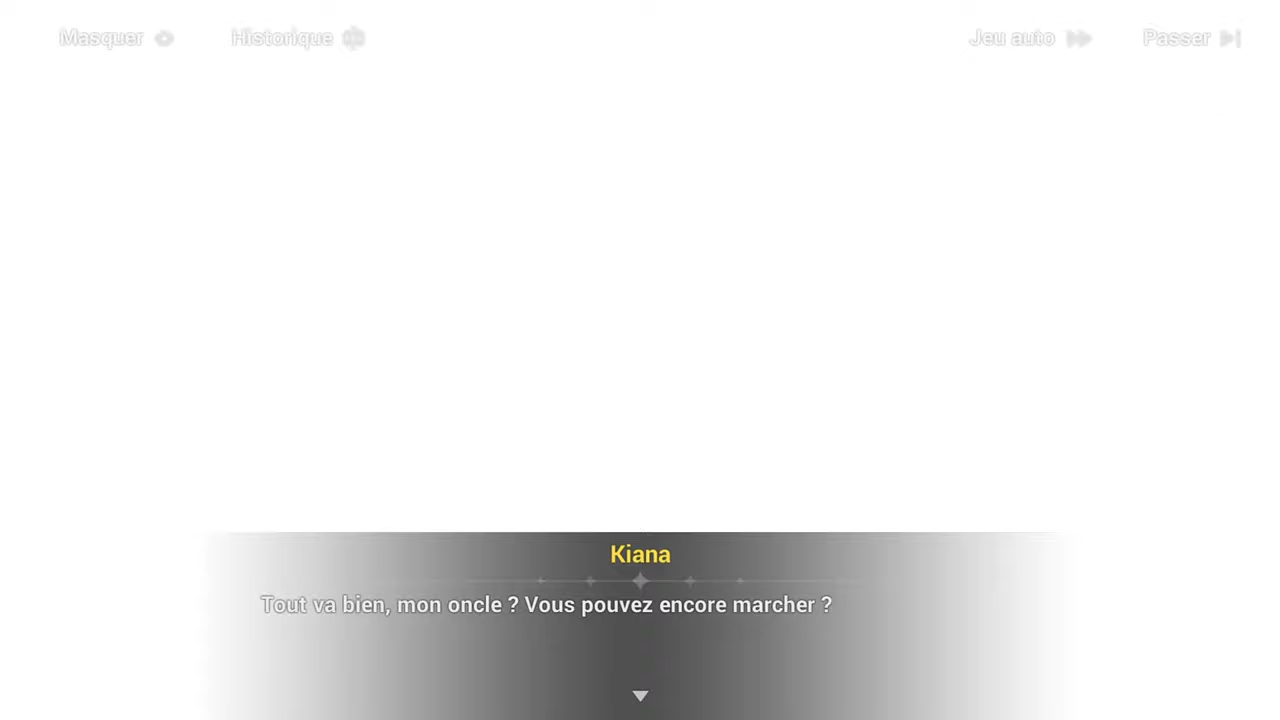 Masquer Historique Jeu auto Passer
Kiana
Tout va bien, mon oncle ? Vous pouvez encore marcher ?